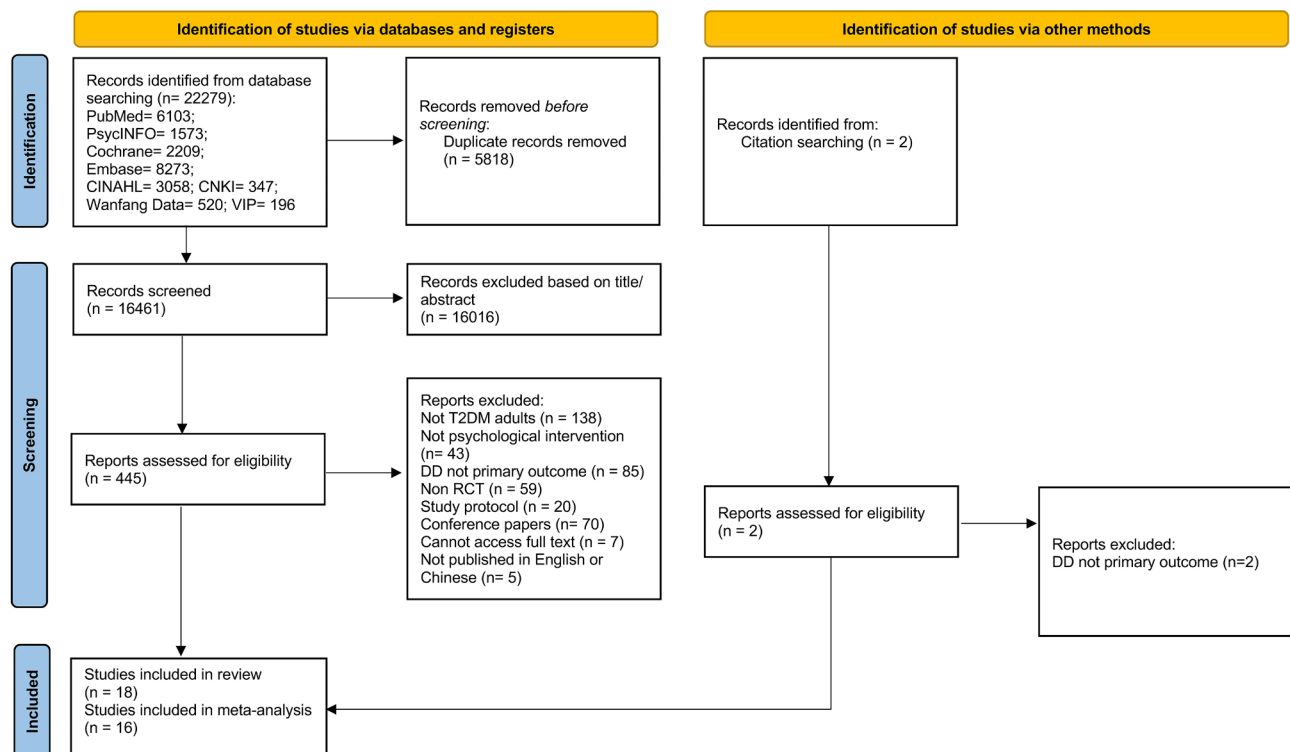 Identification of studies via databases and registers
Identification of studies via other methods
Identification
Records identified from database
searching (n= 22279):
PubMed= 6103;
PsycINFO= 1573;
Cochrane= 2209;
Embase= 8273;
CINAHL= 3058; CNKI= 347;
Wanfang Data= 520; VIP= 196
Records removed before
screening:
Duplicate records removed
(n = 5818)
Records identified from:
Citation searching (n = 2)
Screening
Records screened
(n = 16461)
Records excluded based on title/
abstract
(n = 16016)
Reports assessed for eligibility
(n = 445)
Reports excluded:
Not T2DM adults (n = 138)
Not psychological intervention
(n= 43)
DD not primary outcome (n = 85)
Non RCT (n = 59)
Study protocol (n = 20)
Conference papers (n= 70)
Cannot access full text (n = 7)
Not published in English or
Chinese (n= 5)
Reports assessed for eligibility
(n = 2)
Reports excluded:
DD not primary outcome (n=2)
Included
Studies included in review
(n = 18)
Studies included in meta-analysis
(n = 16)